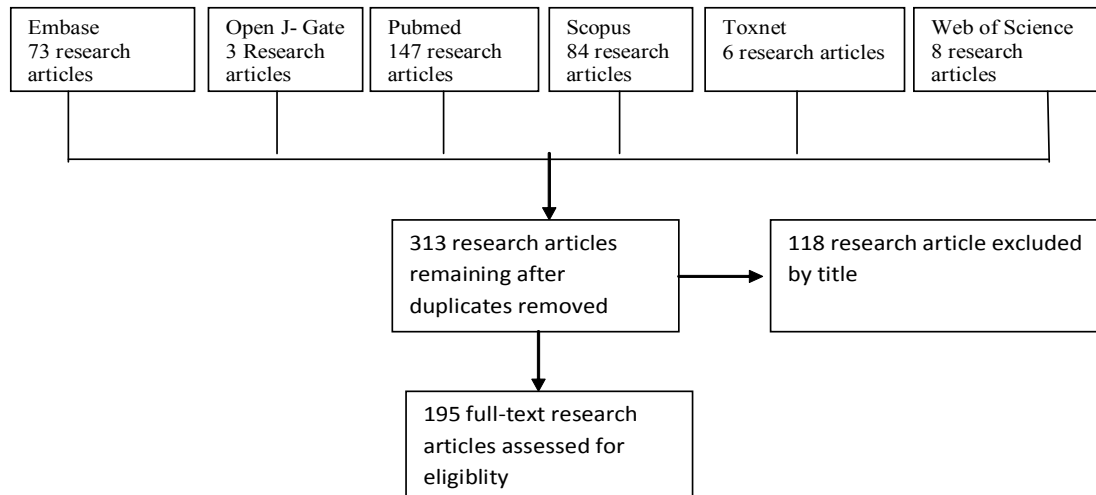 Embase
73 research
articles
Open J- Gate
3 Research
articles
Pubmed
147 research
articles
Scopus
84 research
articles
Toxnet
6 research articles
Web of Science
8 research
articles
313 research articles
remaining after
duplicates removed
118 research article excluded
by title
195 full-text research
articles assessed for
eligiblity